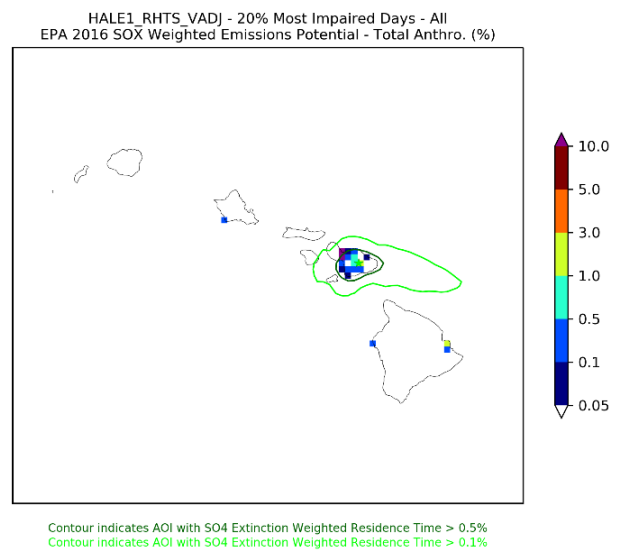 HALE1_RHTS_VADJ - 20% Most Impaired Days - All
EPA 2016 SOX Weighted Emissions Potential - Total Anthro. (%)
10.0
5.0
3.0
1.0
0.5
0.1
0.05
Contour indicates AOI with SO4 Extinction Weighted Residence Time > 0.5%
Contour indicates AOI with SO4 Extinction Weighted Residence Time > 0.1%